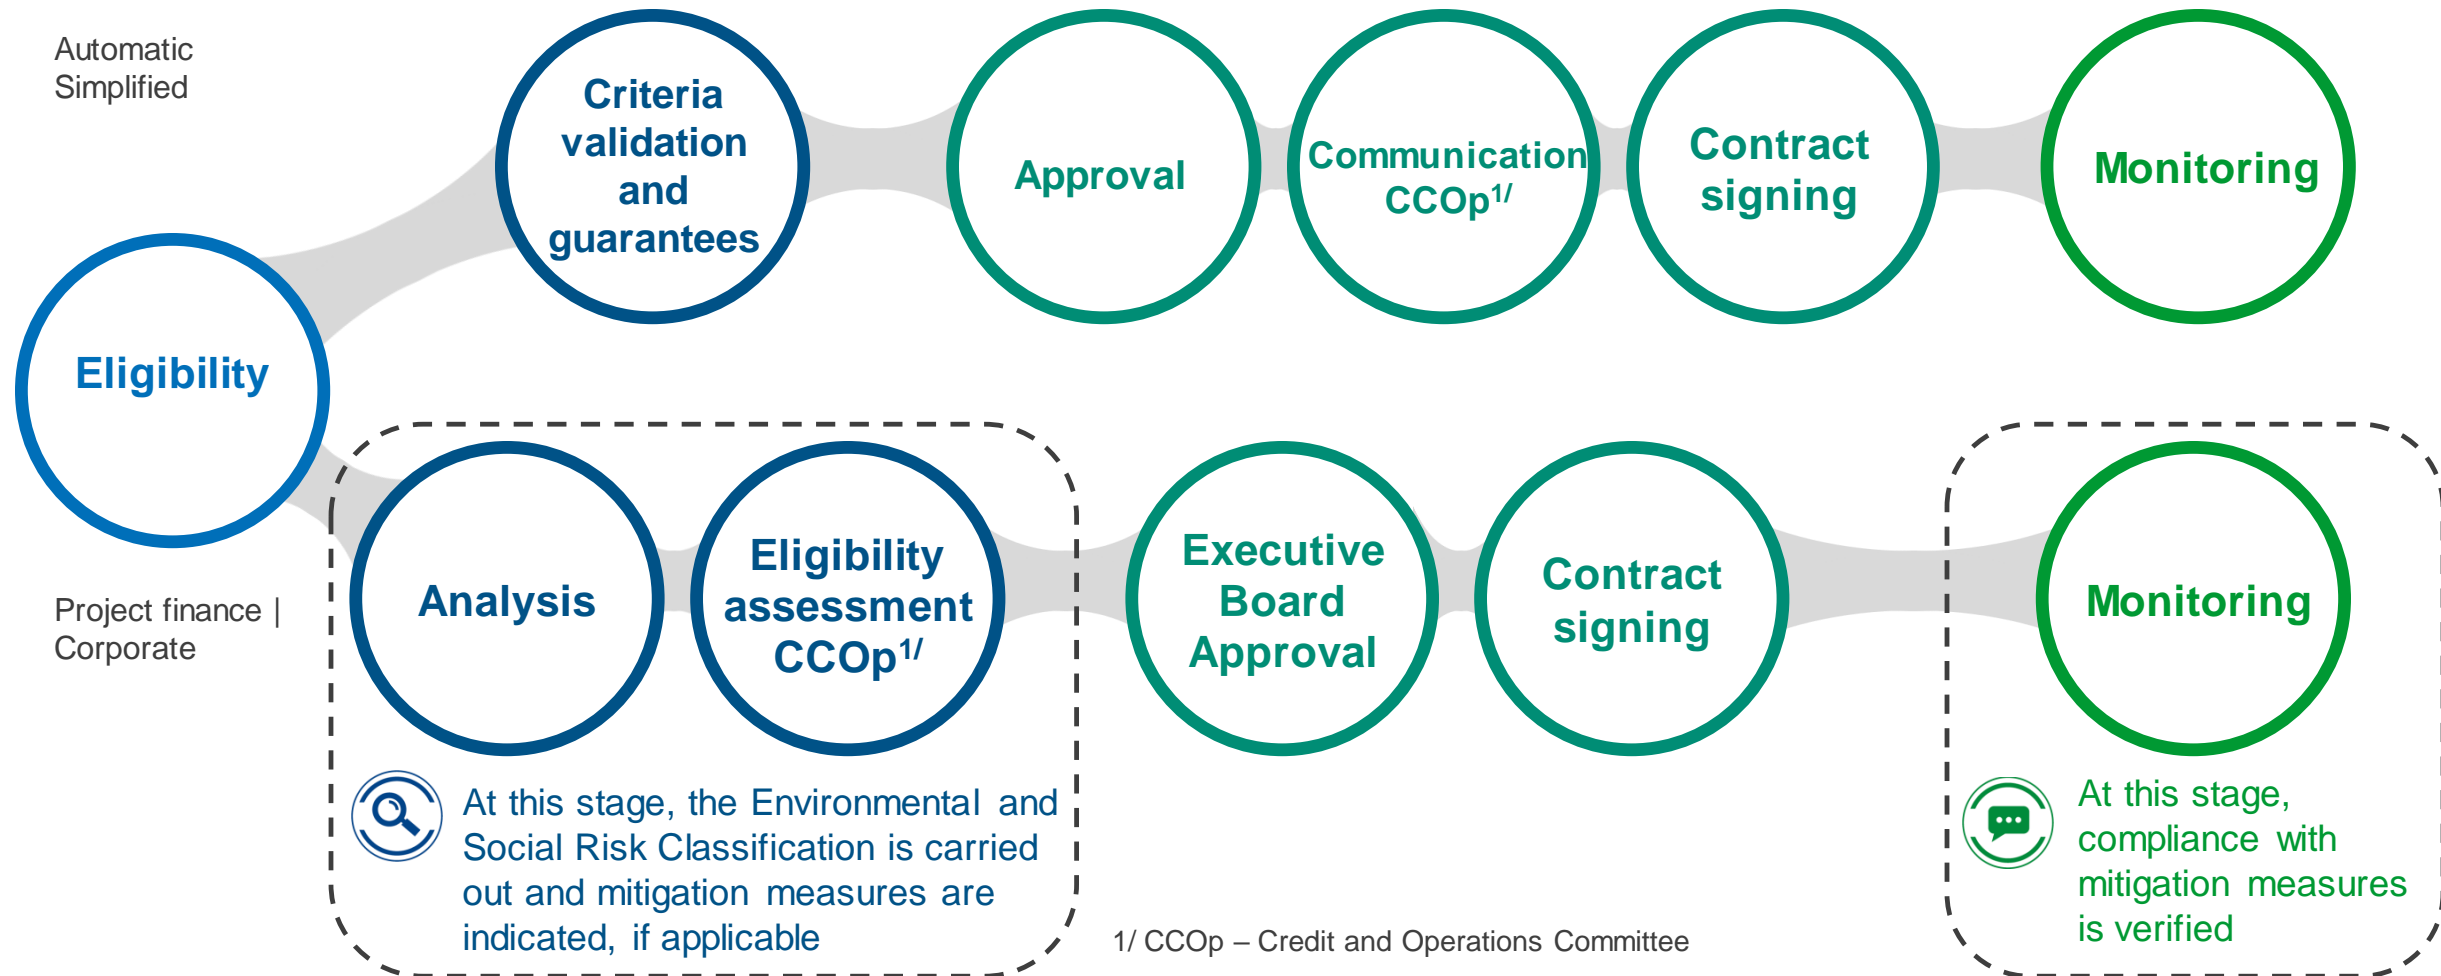 Automatic
Simplified
Criteria
validation
and
guarantees
Approval
Communication
CCOp1/
Contract
signing
Monitoring
Eligibility
Project finance |
Corporate
Analysis
Eligibility
assessment
CCOp1/
Executive
Board
Approval
Contract
signing
Monitoring
At this stage, the Environmental and
Social Risk Classification is carried
out and mitigation measures are
indicated, if applicable
At this stage,
compliance with
mitigation measures
is verified
1/ CCOp – Credit and Operations Committee